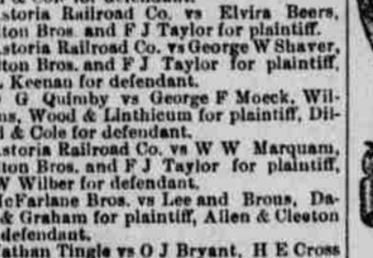 storia Railroad Co. vs Elvira Beers,
ton Bros and F J Taylor for plaintiff.
storia Railroad Co. vs George W Shaver,
ton Bros. and F J Taylor for plaintiff,
. Keenan for defendant.
G Quimby vs George F Moeck, Wil-
ns, Wood & Linthicum for plaintiff, Dil-
l & Cole for defendant.
storia Railroad Co. vs W W Marquam,
ton Bros. and F J Taylor for plaintiff,
W Wilber for defendant.
McFarlane Bros. vs Lee and Brous, Da-
& Graham for plaintiff, Allen & Cleeton
defendant.
athan Tingle vs O J Bryant, H E Cross